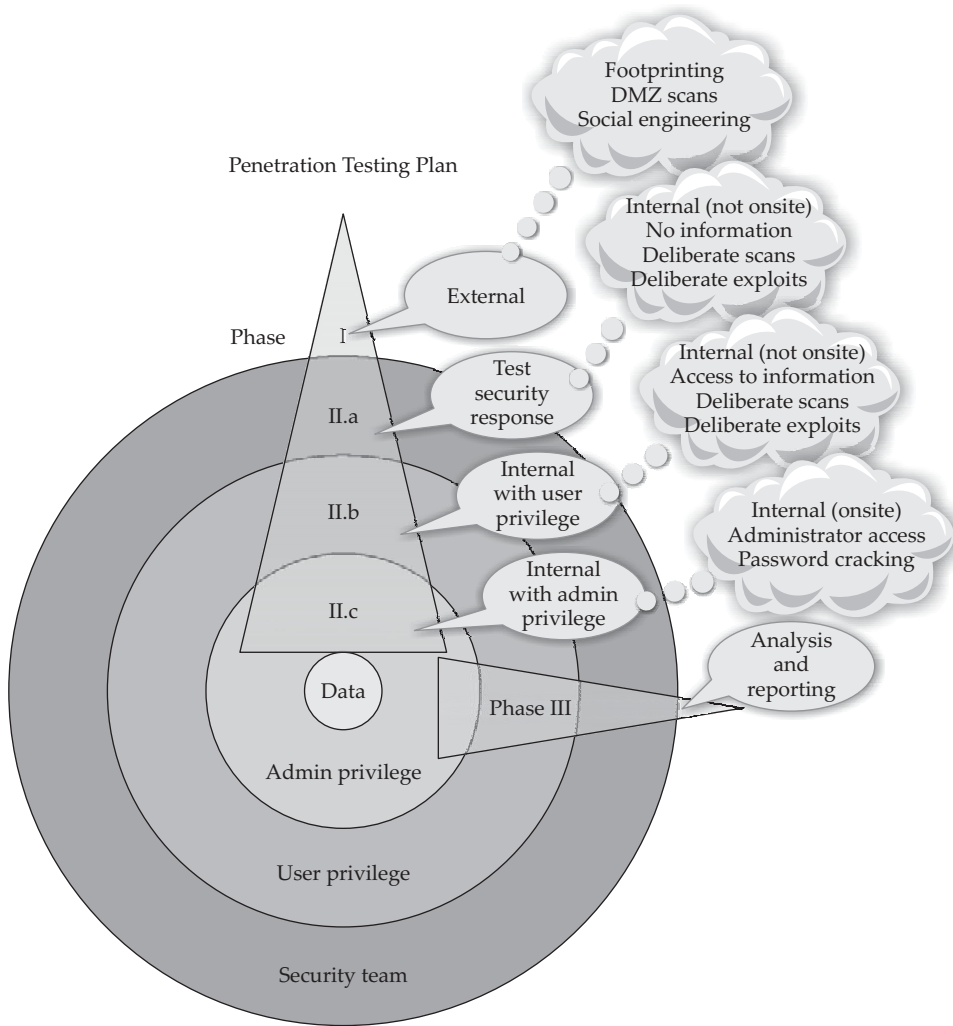 Footprinting
DMZ scans
Social engineering
Penetration Testing Plan
Internal (not onsite)
No information
Deliberate scans
Deliberate exploits
External
Phase
I
Internal (not onsite)
Access to information
Deliberate scans
Deliberate exploits
Test
security
response
II.a
Internal
with user
privilege
II.b
Internal (onsite)
Administrator access
Password cracking
Internal
with admin
privilege
II.c
Analysis
and
reporting
Data
Phase III
Admin privilege
User privilege
Security team